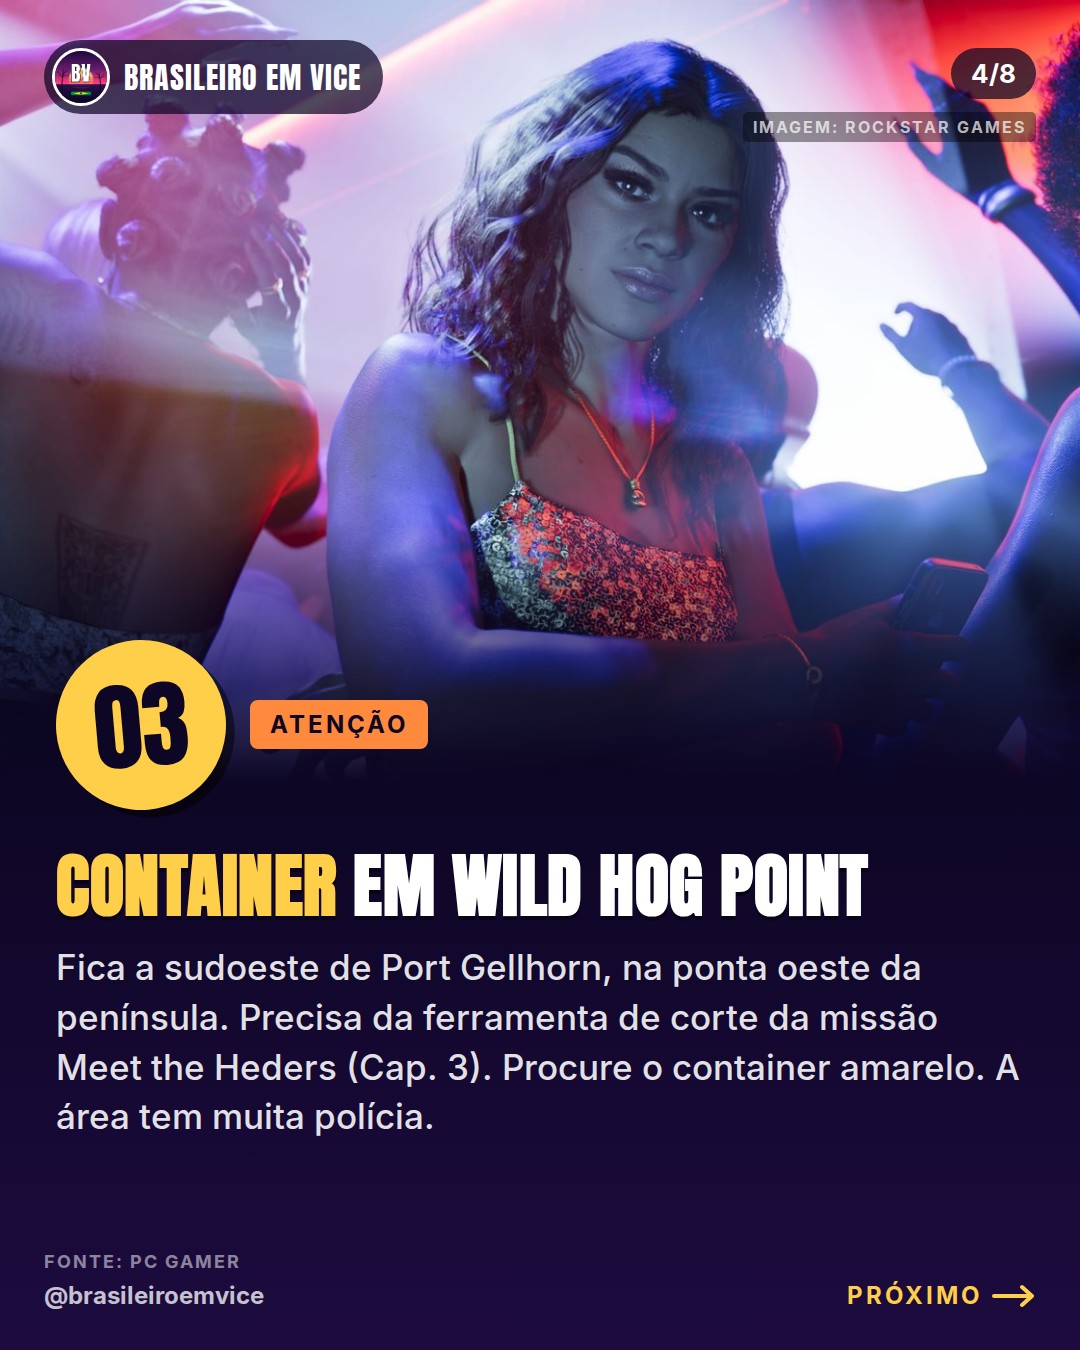 BV
BRASILEIRO EM VICE
4/8
IMAGEM: ROCKSTAR GAMES
03
ATENÇÃO
CONTAINER EM WILD HOG POINT
Fica a sudoeste de Port Gellhorn, na ponta oeste da
península. Precisa da ferramenta de corte da missão
Meet the Heders (Cap. 3). Procure o container amarelo. A
área tem muita polícia.
FONTE: PC GAMER
@brasileiroemvice
PRÓXIMO